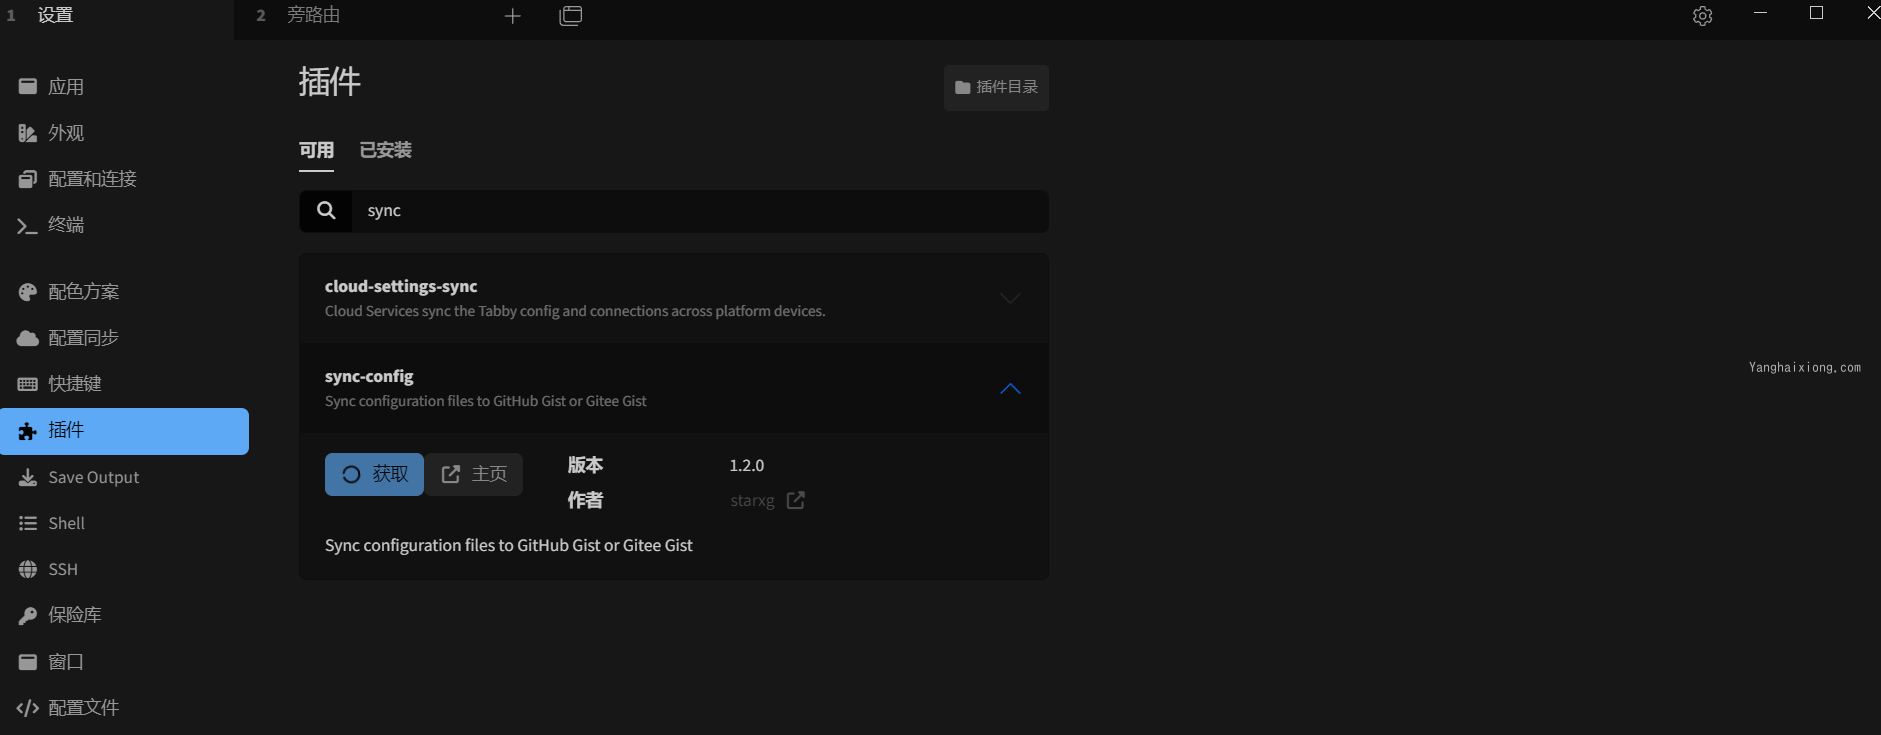 1 设置
2 旁路由
应用
外观
配置和连接
终端
配色方案
配置同步
快捷键
插件
Save Output
Shell
SSH
保险库
窗口
配置文件
插件
插件目录
可用 已安装
sync
cloud-settings-sync
Cloud Services sync the Tabby config and connections across platform devices.
sync-config
Sync configuration files to GitHub Gist or Gitee Gist
获取 主页
版本 1.2.0
作者 starxg
Sync configuration files to GitHub Gist or Gitee Gist
Yanghaixiong.com